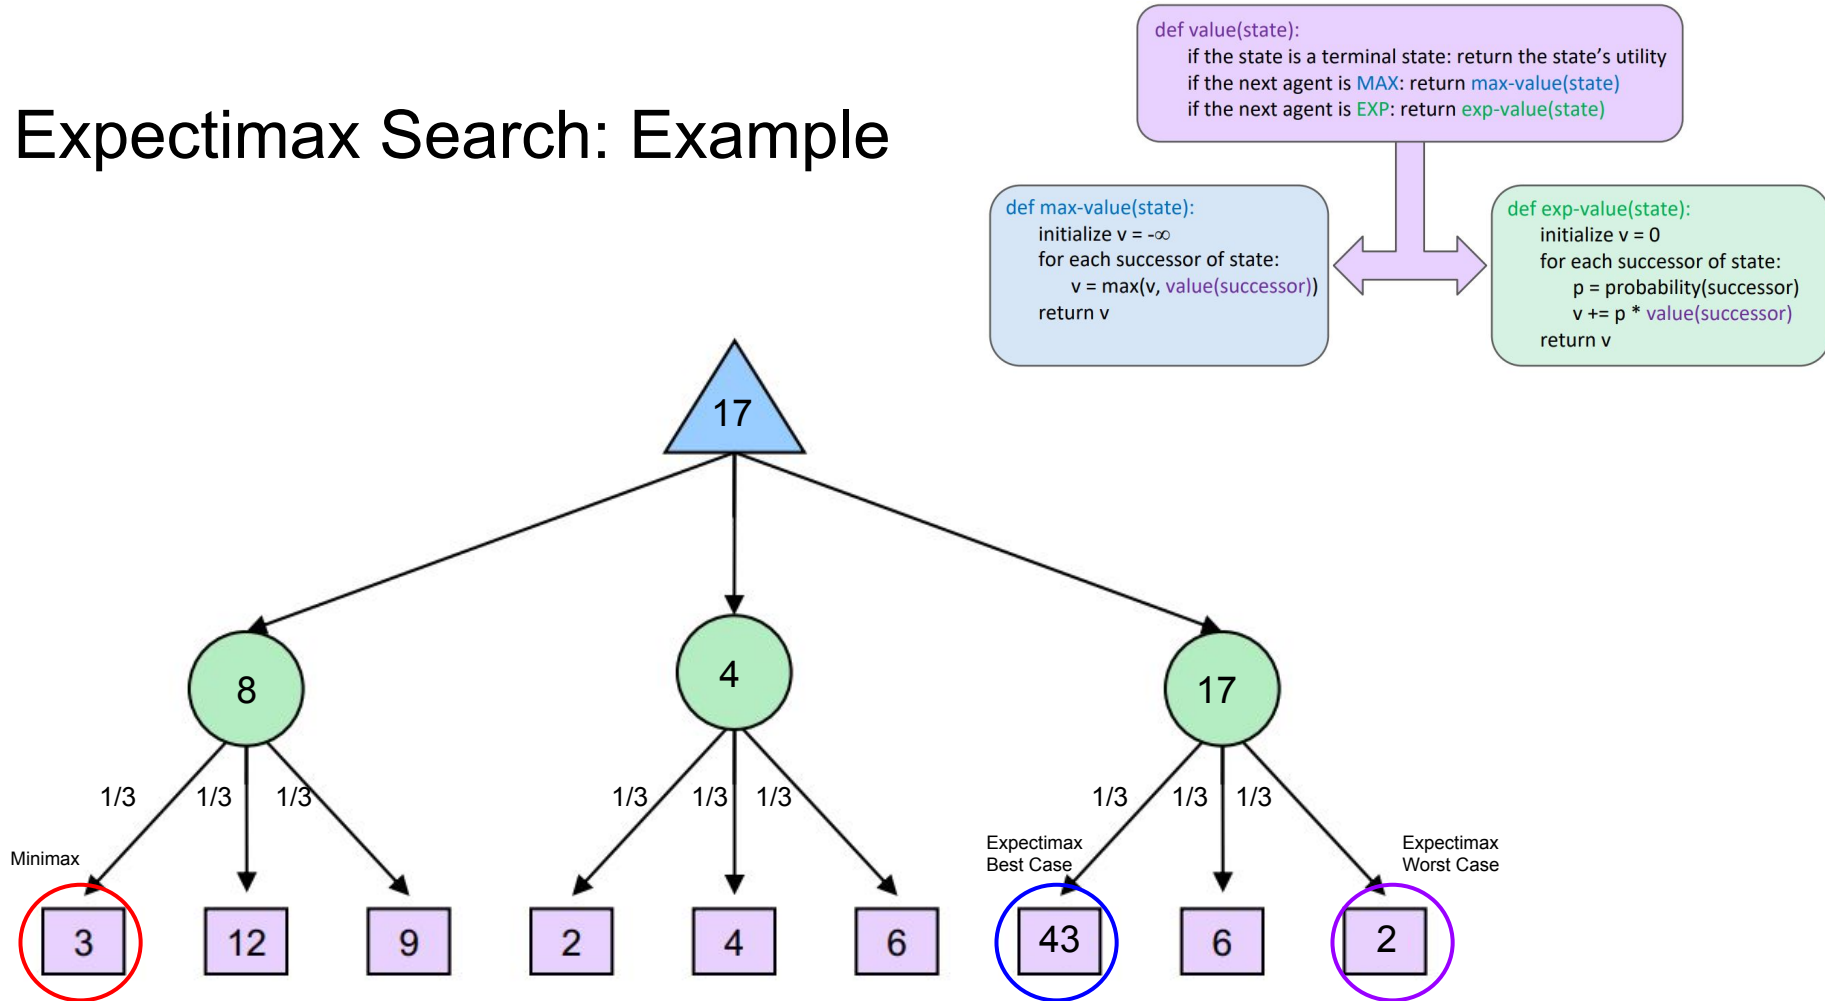 Expectimax Search: Example
def value(state):
if the state is a terminal state: return the state’s utility
if the next agent is MAX: return max-value(state)
if the next agent is EXP: return exp-value(state)
def max-value(state):
initialize v = -∞
for each successor of state:
v = max(v, value(successor))
return v
def exp-value(state):
initialize v = 0
for each successor of state:
p = probability(successor)
v += p * value(successor)
return v
17
8
4
17
1/3 1/3 1/3
1/3 1/3 1/3
1/3 1/3 1/3
Minimax
Expectimax
Best Case
Expectimax
Worst Case
3 12 9 2 4 6 43 6 2